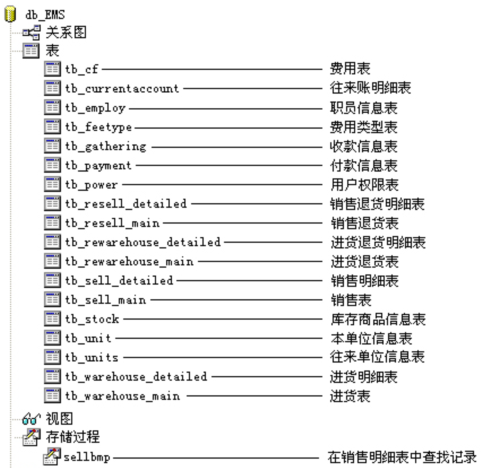 db_EMS
关系图
表
tb_cf 费用表
tb_currentaccount 往来账明细表
tb_employ 职员信息表
tb_feetype 费用类型表
tb_gathering 收款信息表
tb_payment 付款信息表
tb_power 用户权限表
tb_resell_detailed 销售退货明细表
tb_resell_main 销售退货表
tb_rewarehouse_detailed 进货退货明细表
tb_rewarehouse_main 进货退货表
tb_sell_detailed 销售明细表
tb_sell_main 销售表
tb_stock 库存商品信息表
tb_unit 本单位信息表
tb_units 往来单位信息表
tb_warehouse_detailed 进货明细表
tb_warehouse_main 进货表
视图
存储过程
sellbmp 在销售明细表中查找记录